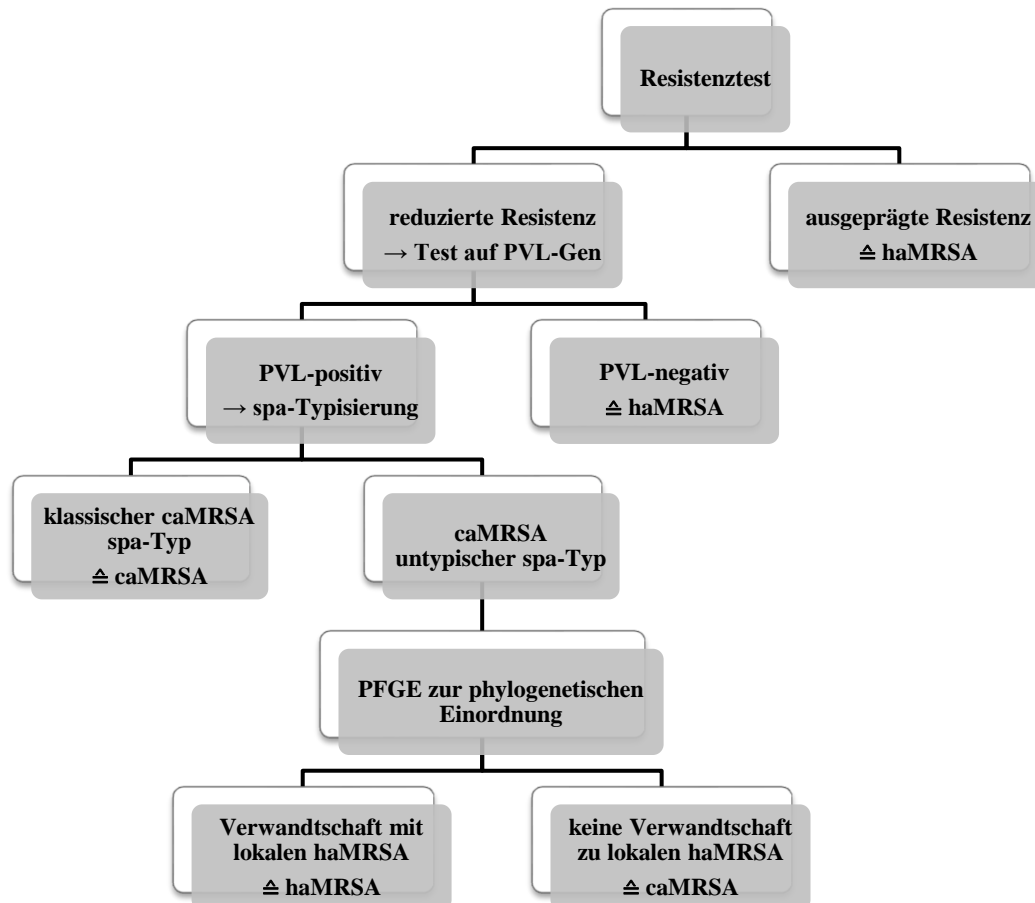 Resistenztest
reduzierte Resistenz
→ Test auf PVL-Gen
ausgeprägte Resistenz
≙ haMRSA
PVL-positiv
→ spa-Typisierung
PVL-negativ
≙ haMRSA
klassischer caMRSA
spa-Typ
≙ caMRSA
caMRSA
untypischer spa-Typ
PFGE zur phylogenetischen
Einordnung
Verwandtschaft mit
lokalen haMRSA
≙ haMRSA
keine Verwandtschaft
zu lokalen haMRSA
≙ caMRSA